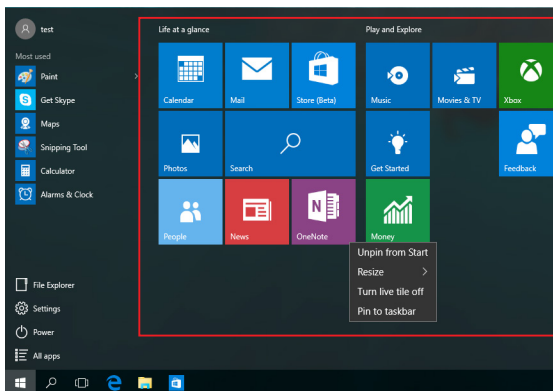 test
Most used
Paint
Get Skype
Maps
Snipping Tool
Calculator
Alarms & Clock
File Explorer
Settings
Power
All apps
Life at a glance
Play and Explore
Calendar
Mail
Store (Beta)
Music
Movies & TV
Xbox
Photos
Search
Get Started
Feedback
People
News
OneNote
Money
Unpin from Start
Resize
Turn live tile off
Pin to taskbar